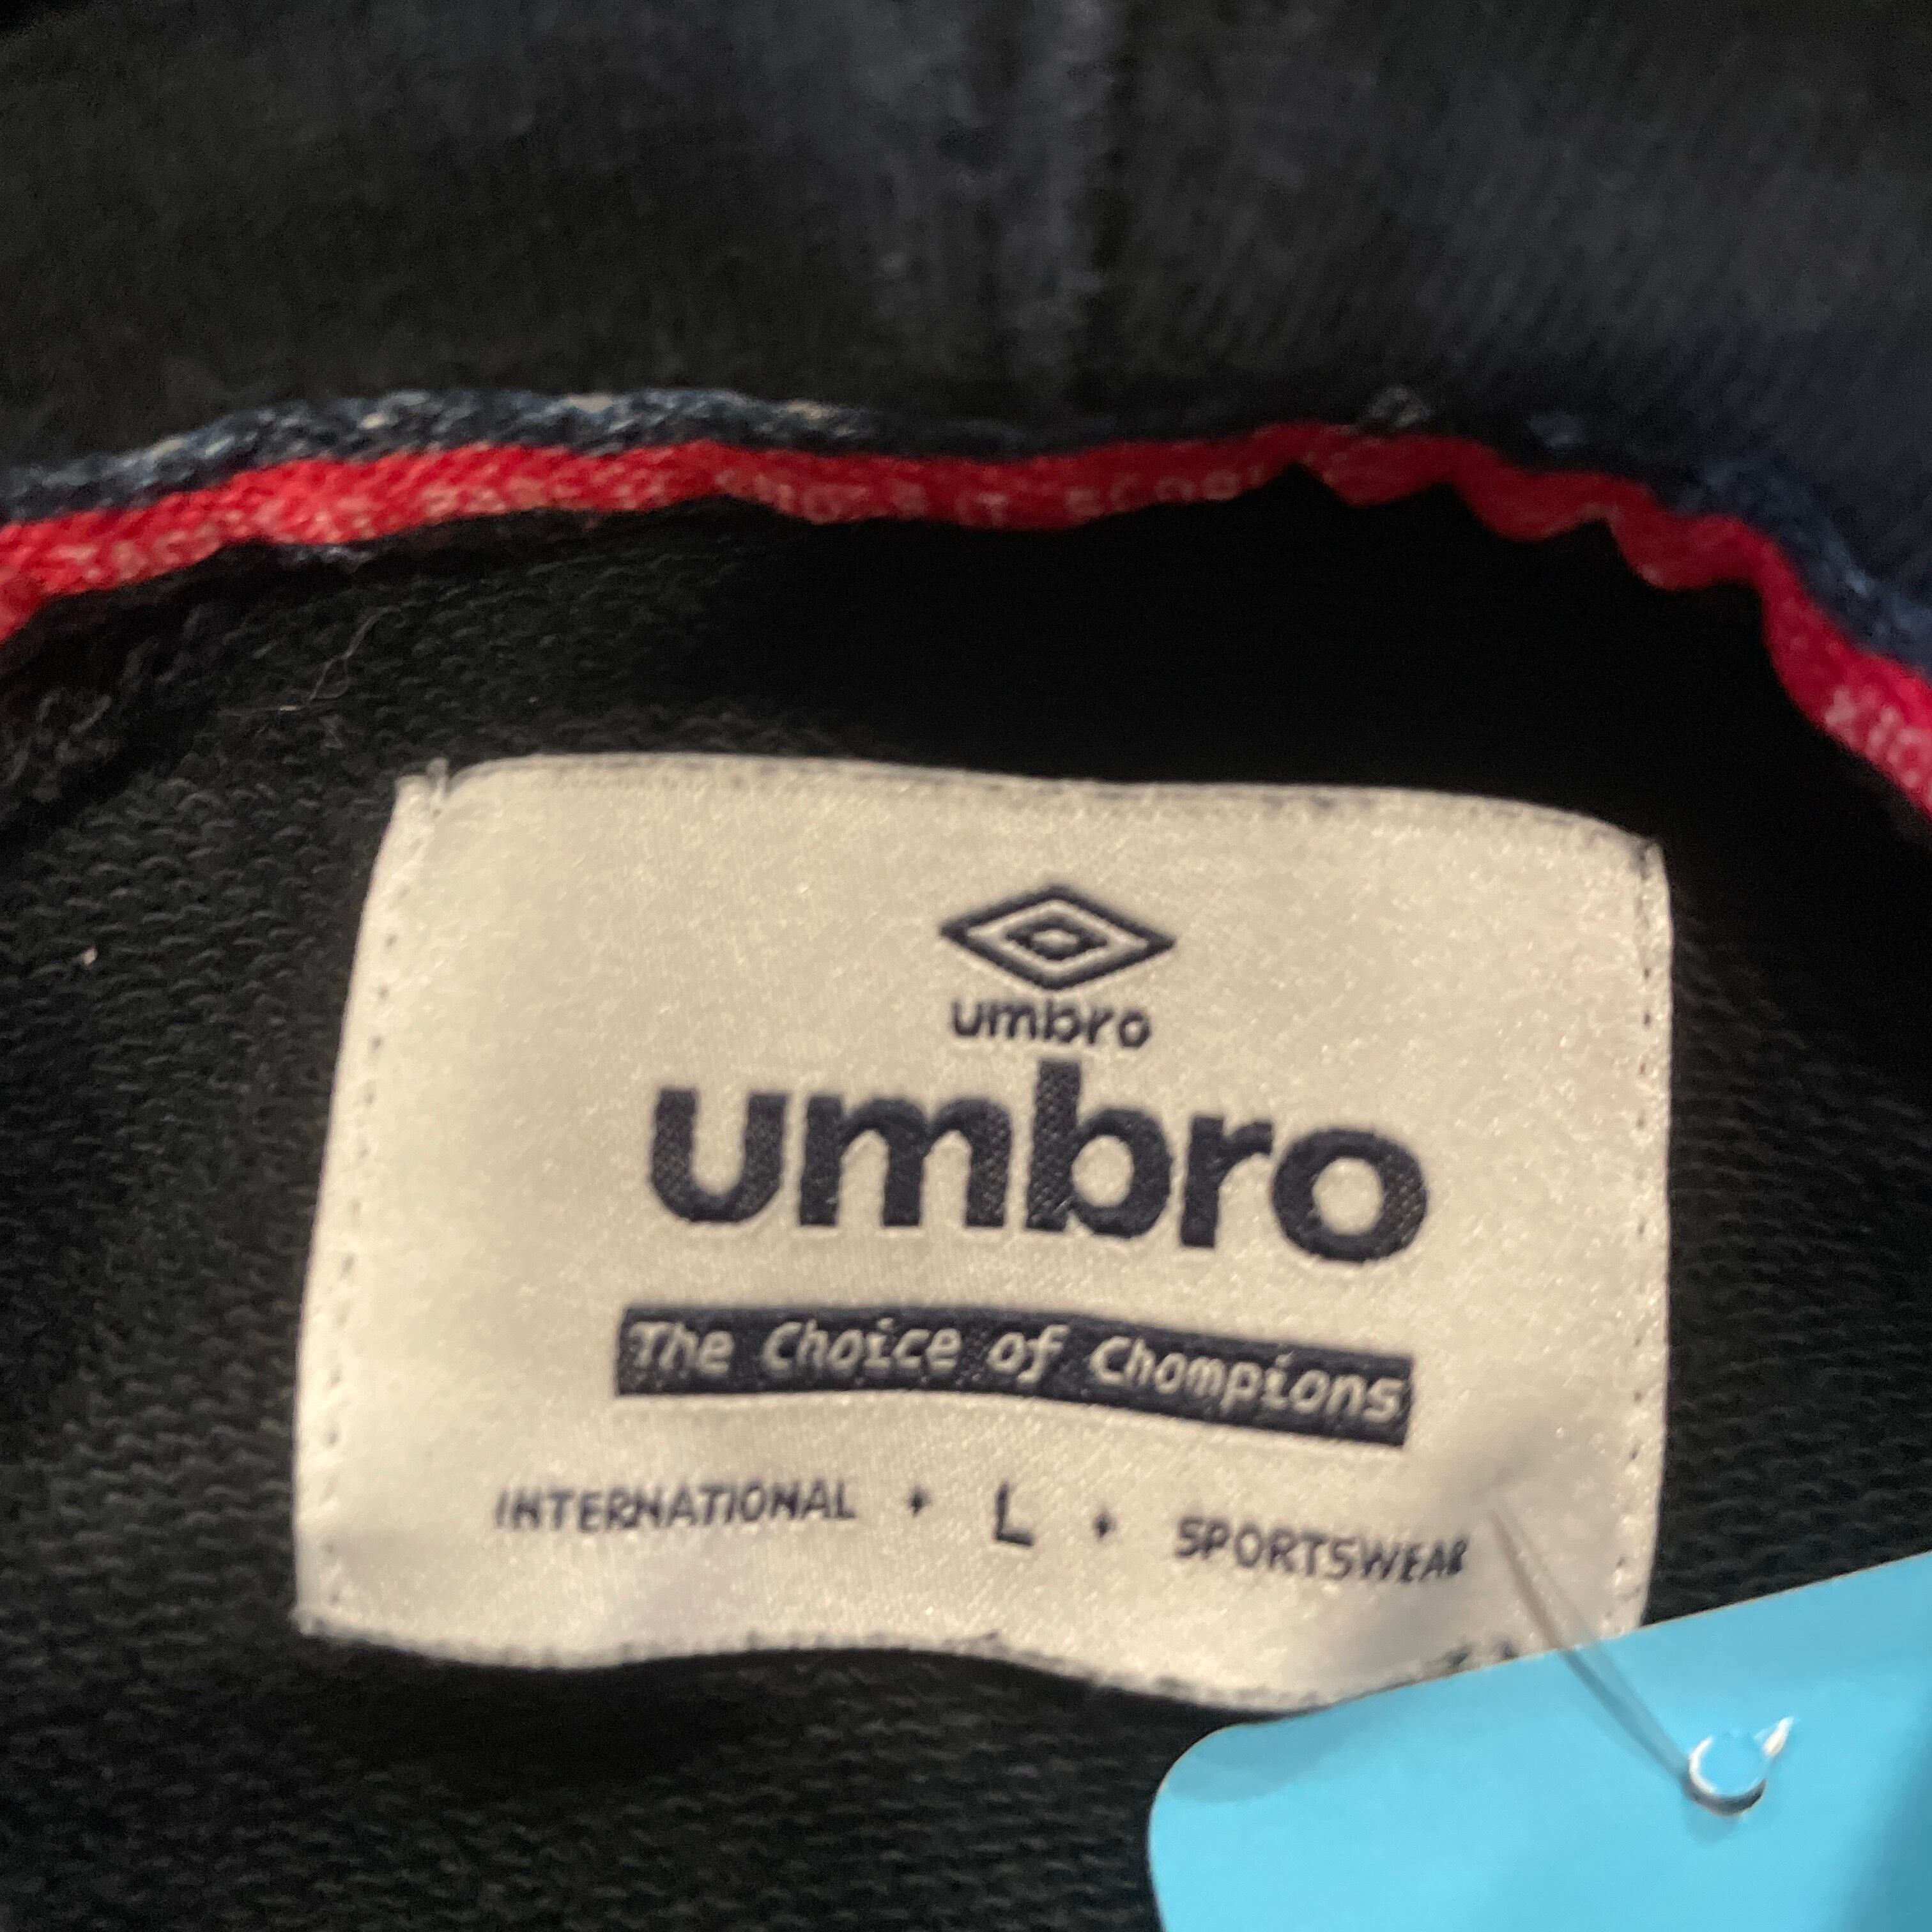 umbro
umbro
The Choice of Chompions
INTERNATIONAL + L + SPORTSWEAR